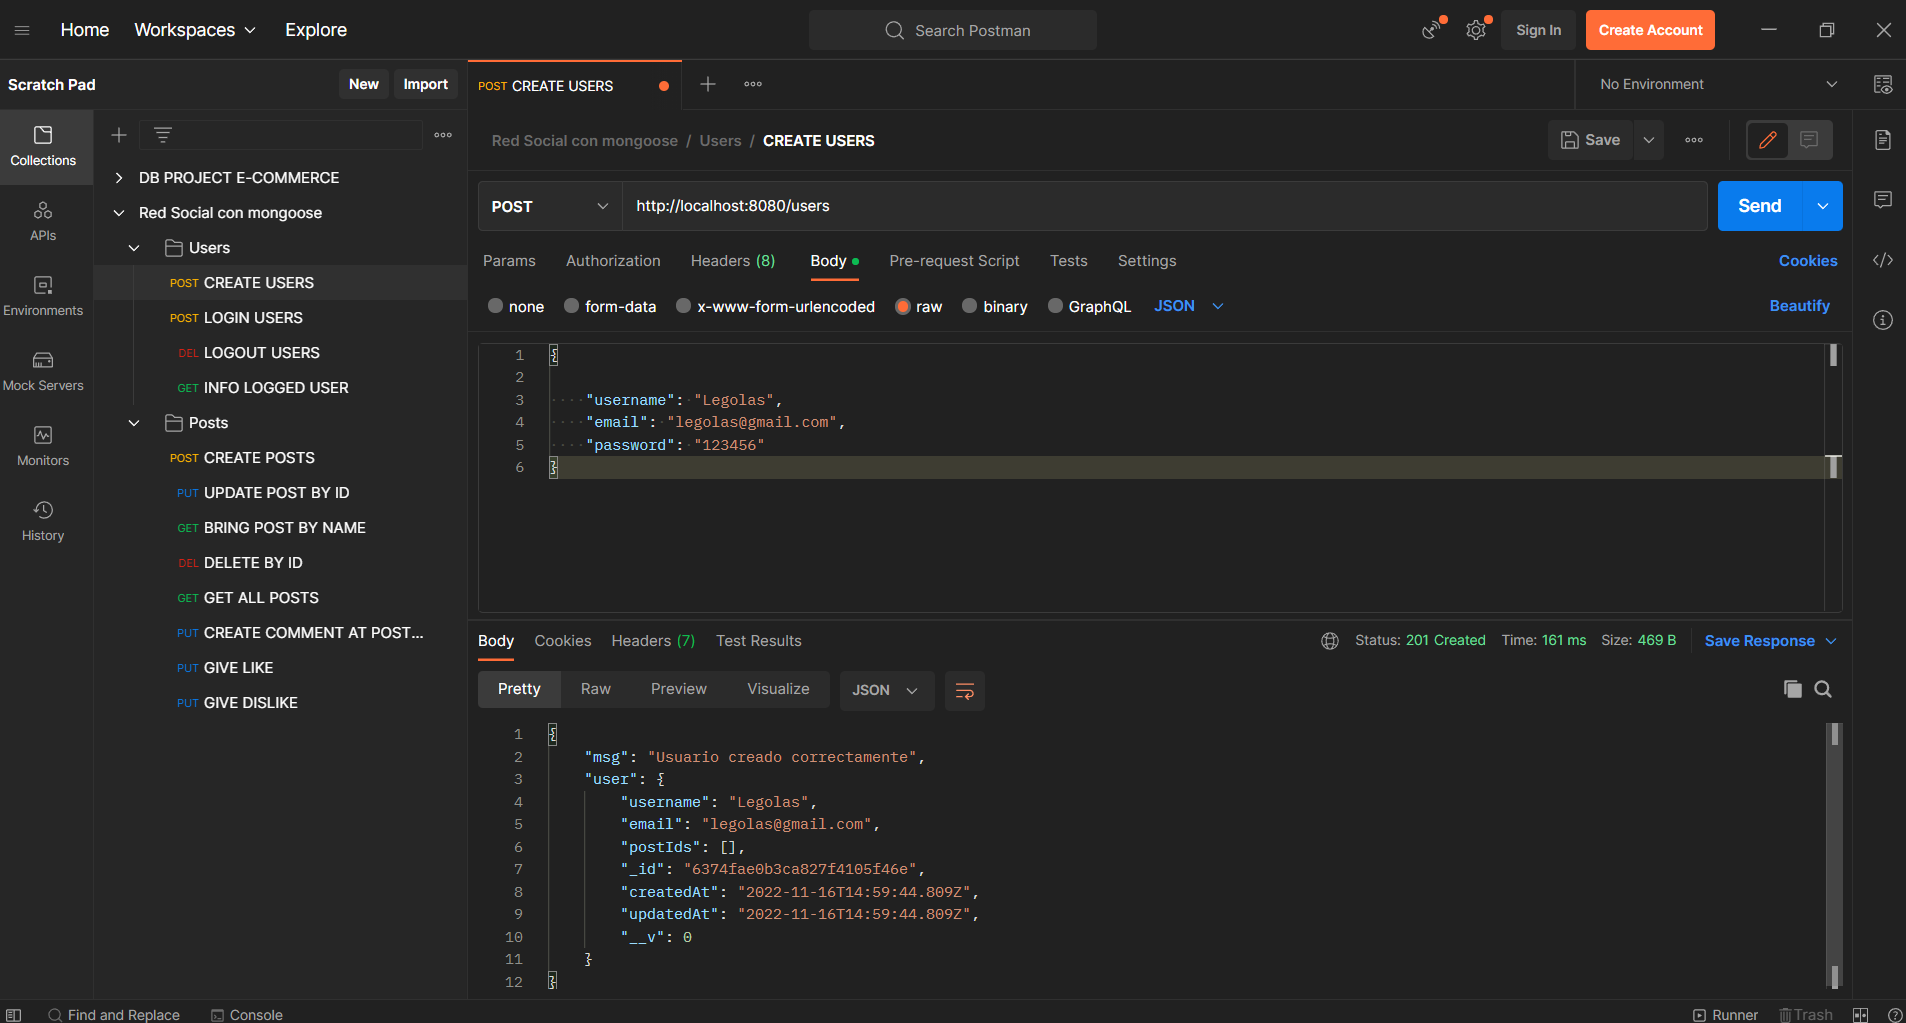 Home Workspaces Explore Search Postman Sign In Create Account
Scratch Pad New Import POST CREATE USERS No Environment
Collections
APIs
Environments
Mock Servers
Monitors
History
DB PROJECT E-COMMERCE
Red Social con mongoose
Users
POST CREATE USERS
POST LOGIN USERS
DEL LOGOUT USERS
GET INFO LOGGED USER
Posts
POST CREATE POSTS
PUT UPDATE POST BY ID
GET BRING POST BY NAME
DEL DELETE BY ID
GET GET ALL POSTS
PUT CREATE COMMENT AT POST...
PUT GIVE LIKE
PUT GIVE DISLIKE
Red Social con mongoose / Users / CREATE USERS Save
POST http://localhost:8080/users Send
Params Authorization Headers (8) Body Pre-request Script Tests Settings Cookies
none form-data x-www-form-urlencoded raw binary GraphQL JSON Beautify
1 {
2
3 "username": "Legolas",
4 "email": "legolas@gmail.com",
5 "password": "123456"
6 }
Body Cookies Headers (7) Test Results Status: 201 Created Time: 161 ms Size: 469 B Save Response
Pretty Raw Preview Visualize JSON
1 {
2 "msg": "Usuario creado correctamente",
3 "user": {
4 "username": "Legolas",
5 "email": "legolas@gmail.com",
6 "postIds": [],
7 "_id": "6374fae0b3ca827f4105f46e",
8 "createdAt": "2022-11-16T14:59:44.809Z",
9 "updatedAt": "2022-11-16T14:59:44.809Z",
10 "__v": 0
11 }
12 }
Find and Replace Console Runner Trash